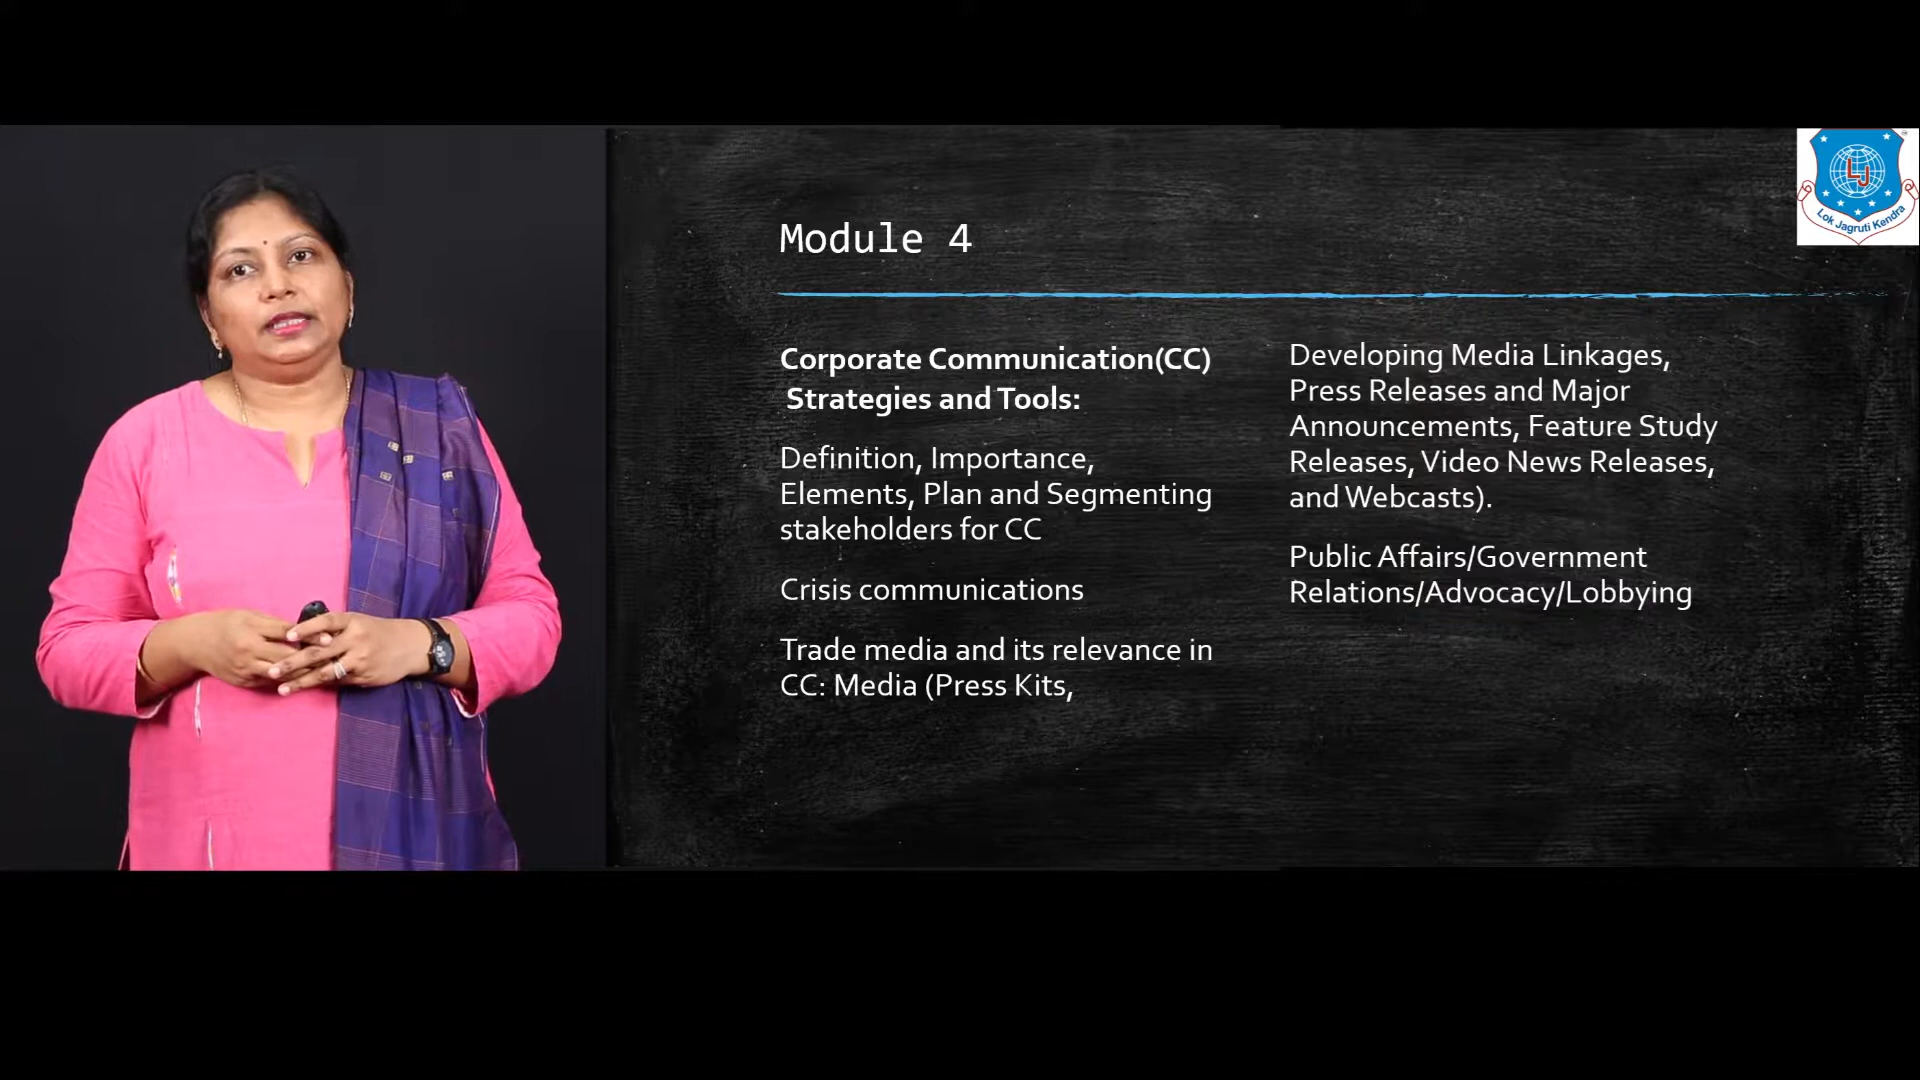 Module 4
Corporate Communication(CC)
Strategies and Tools:
Definition, Importance,
Elements, Plan and Segmenting
stakeholders for CC
Crisis communications
Trade media and its relevance in
CC: Media (Press Kits,
Developing Media Linkages,
Press Releases and Major
Announcements, Feature Study
Releases, Video News Releases,
and Webcasts).
Public Affairs/Government
Relations/Advocacy/Lobbying
LJ
Lok Jagruti Kendra